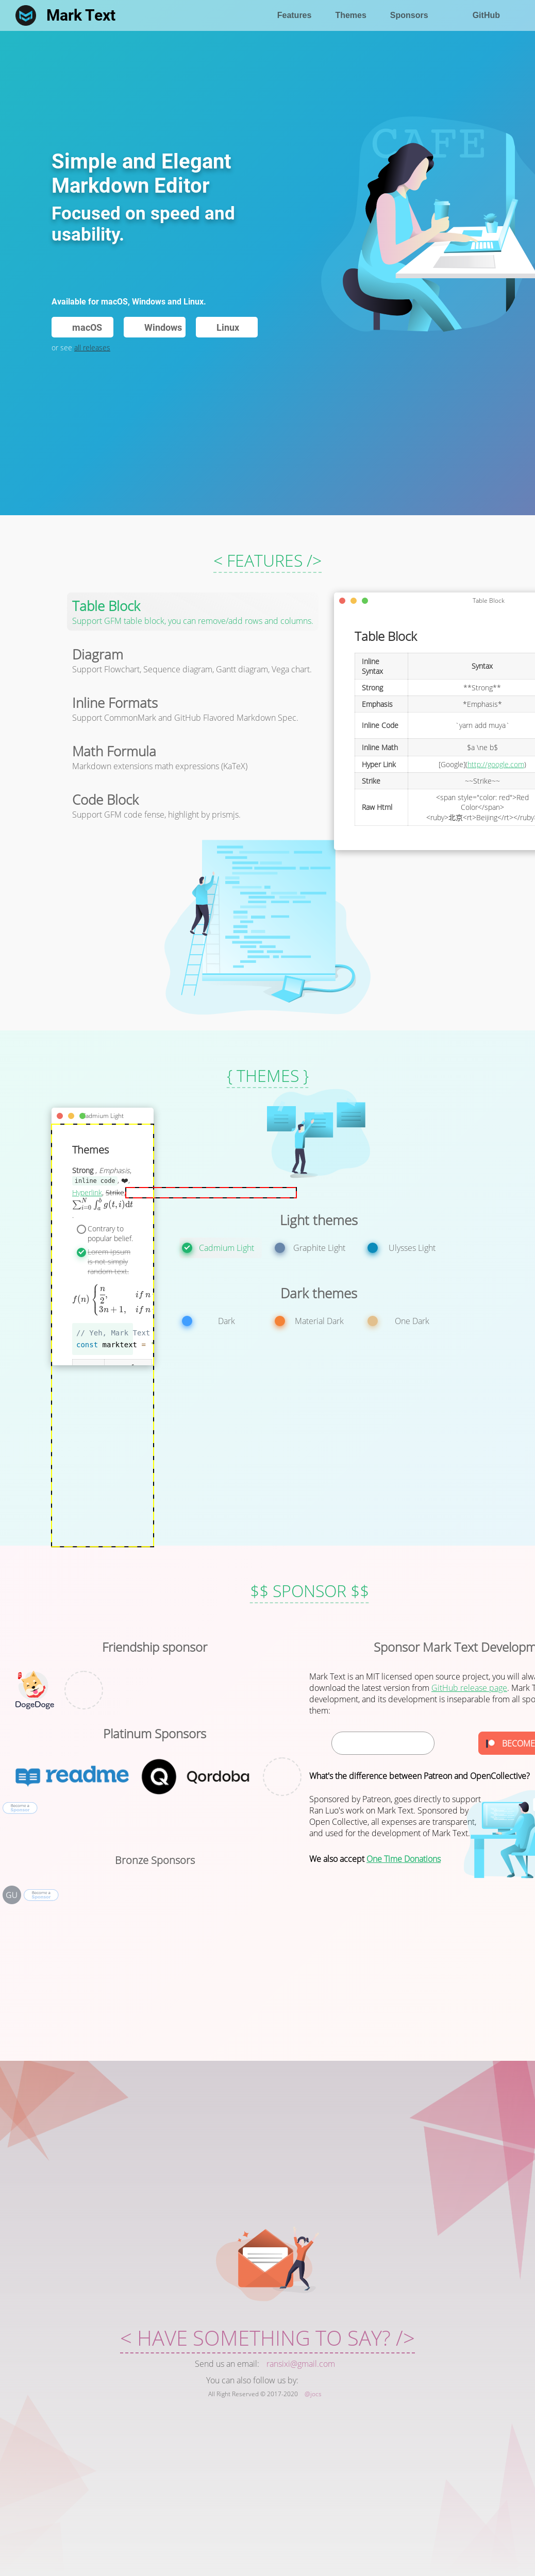 Mark Text
Features
Themes
Sponsors
GitHub
CAFE
Simple and Elegant
Markdown Editor
Focused on speed and
usability.
Available for macOS, Windows and Linux.
macOS
Windows
Linux
or see all releases
< FEATURES />
Table Block
Support GFM table block, you can remove/add rows and columns.
Diagram
Support Flowchart, Sequence diagram, Gantt diagram, Vega chart.
Inline Formats
Support CommonMark and GitHub Flavored Markdown Spec.
Math Formula
Markdown extensions math expressions (KaTeX)
Code Block
Support GFM code fense, highlight by prismjs.
Table Block
Table Block
Inline Syntax
Syntax
Strong
**Strong**
Emphasis
*Emphasis*
Inline Code
`yarn add muya`
Inline Math
$a \ne b$
Hyper Link
[Google](http://google.com)
Strike
~~Strike~~
Raw Html
<span style="color: red">Red
Color</span>
<ruby>北京<rt>Beijing</rt></ruby
{ THEMES }
Cadmium Light
Themes
Strong , Emphasis,
inline code , ❤️,
Hyperlink, Strike,
∑ᵢ₌₀ᴺ ∫ₐᵇ g(t, i)dt
.
Contrary to
popular belief.
Lorem Ipsum
is not simply
random text.
f(n) { n/2, if n
3n + 1, if n
// Yeh, Mark Text
const marktext =
Light themes
Cadmium Light
Graphite Light
Ulysses Light
Dark themes
Dark
Material Dark
One Dark
$$ SPONSOR $$
Friendship sponsor
DogeDoge
Platinum Sponsors
readme
Qordoba
Become a
Sponsor
Bronze Sponsors
GU
Become a
Sponsor
Sponsor Mark Text Developm
Mark Text is an MIT licensed open source project, you will alwa
download the latest version from GitHub release page. Mark T
development, and its development is inseparable from all spo
them:
BECOME
What's the difference between Patreon and OpenCollective?
Sponsored by Patreon, goes directly to support
Ran Luo's work on Mark Text. Sponsored by
Open Collective, all expenses are transparent,
and used for the development of Mark Text.
We also accept One Time Donations
< HAVE SOMETHING TO SAY? />
Send us an email: ransixi@gmail.com
You can also follow us by:
All Right Reserved © 2017-2020 @jocs